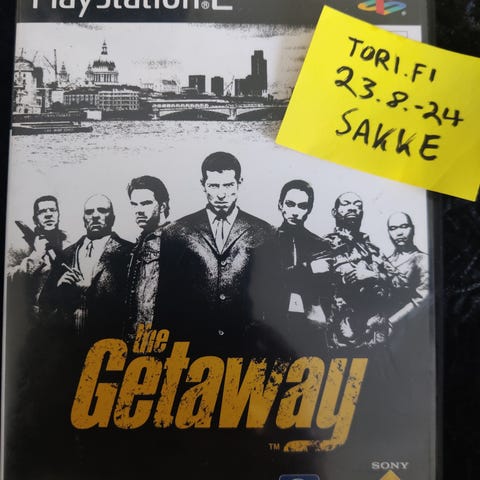 PlayStation®2
TORI.FI
23.8.-24
SAKKE
the
Getaway
TM
SONY